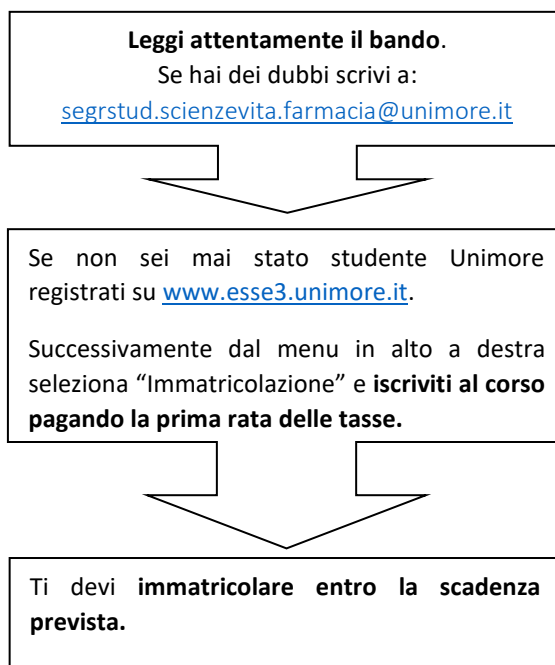 Leggi attentamente il bando.
Se hai dei dubbi scrivi a:
segrstud.scienzevita.farmacia@unimore.it
Se non sei mai stato studente Unimore
registrati su www.esse3.unimore.it.
Successivamente dal menu in alto a destra
seleziona “Immatricolazione” e iscriviti al corso
pagando la prima rata delle tasse.
Ti devi immatricolare entro la scadenza
prevista.